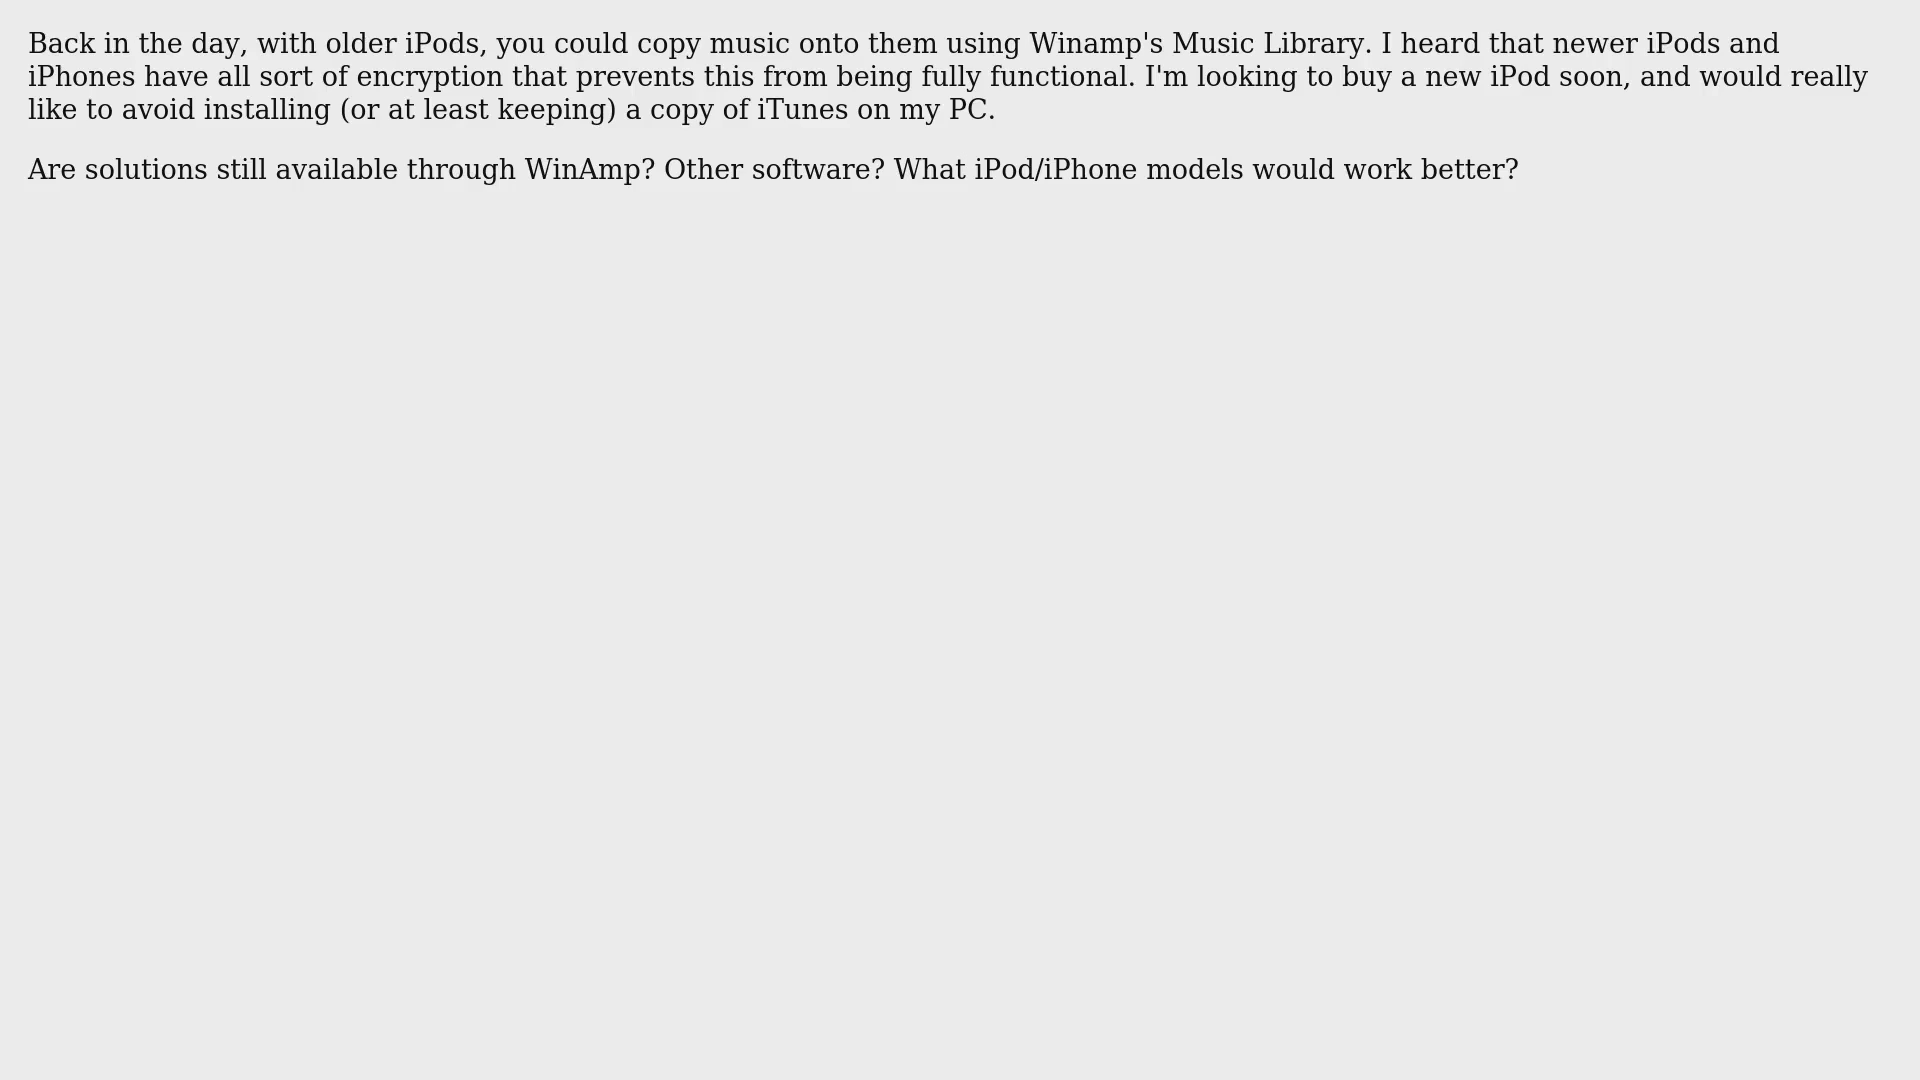 Back in the day, with older iPods, you could copy music onto them using Winamp's Music Library. I heard that newer iPods and
iPhones have all sort of encryption that prevents this from being fully functional. I'm looking to buy a new iPod soon, and would really
like to avoid installing (or at least keeping) a copy of iTunes on my PC.
Are solutions still available through WinAmp? Other software? What iPod/iPhone models would work better?